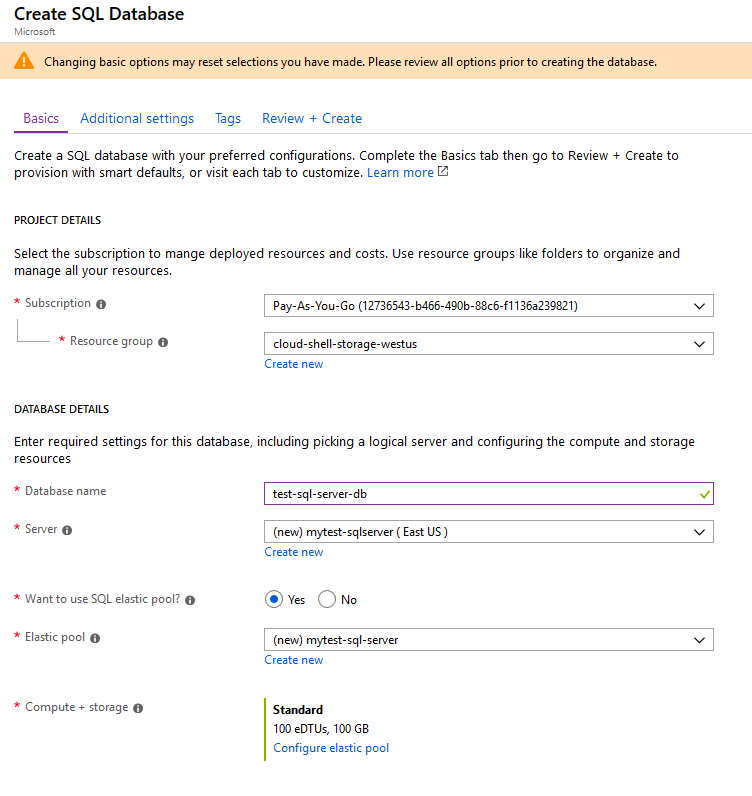 Create SQL Database
Microsoft
Changing basic options may reset selections you have made. Please review all options prior to creating the database.
Basics Additional settings Tags Review + Create
Create a SQL database with your preferred configurations. Complete the Basics tab then go to Review + Create to
provision with smart defaults, or visit each tab to customize. Learn more
PROJECT DETAILS
Select the subscription to mange deployed resources and costs. Use resource groups like folders to organize and
manage all your resources.
* Subscription Pay-As-You-Go (12736543-b466-490b-88c6-f1136a239821)
* Resource group cloud-shell-storage-westus
Create new
DATABASE DETAILS
Enter required settings for this database, including picking a logical server and configuring the compute and storage
resources
* Database name test-sql-server-db
* Server (new) mytest-sqlserver ( East US )
Create new
* Want to use SQL elastic pool? Yes No
* Elastic pool (new) mytest-sql-server
Create new
* Compute + storage Standard
100 eDTUs, 100 GB
Configure elastic pool